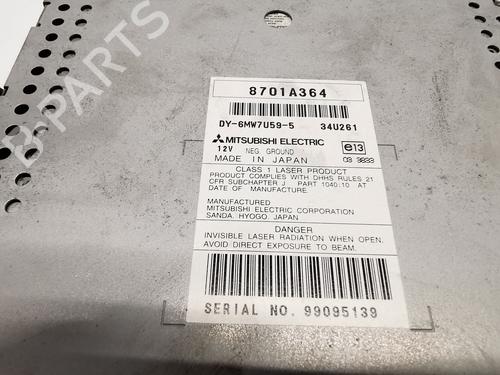 8701A364
DY-6MW7U59-5 34U261
MITSUBISHI ELECTRIC
12V NEG. GROUND
MADE IN JAPAN
e13
03 3633
CLASS 1 LASER PRODUCT
PRODUCT COMPLIES WITH DHHS RULES 21
CFR SUBCHAPTER J PART 1040:10 AT
DATE OF MANUFACTURE.
MANUFACTURED
MITSUBISHI ELECTRIC CORPORATION
SANDA, HYOGO, JAPAN
DANGER
INVISIBLE LASER RADIATION WHEN OPEN.
AVOID DIRECT EXPOSURE TO BEAM.
SERIAL NO. 99095139
B-PARTS